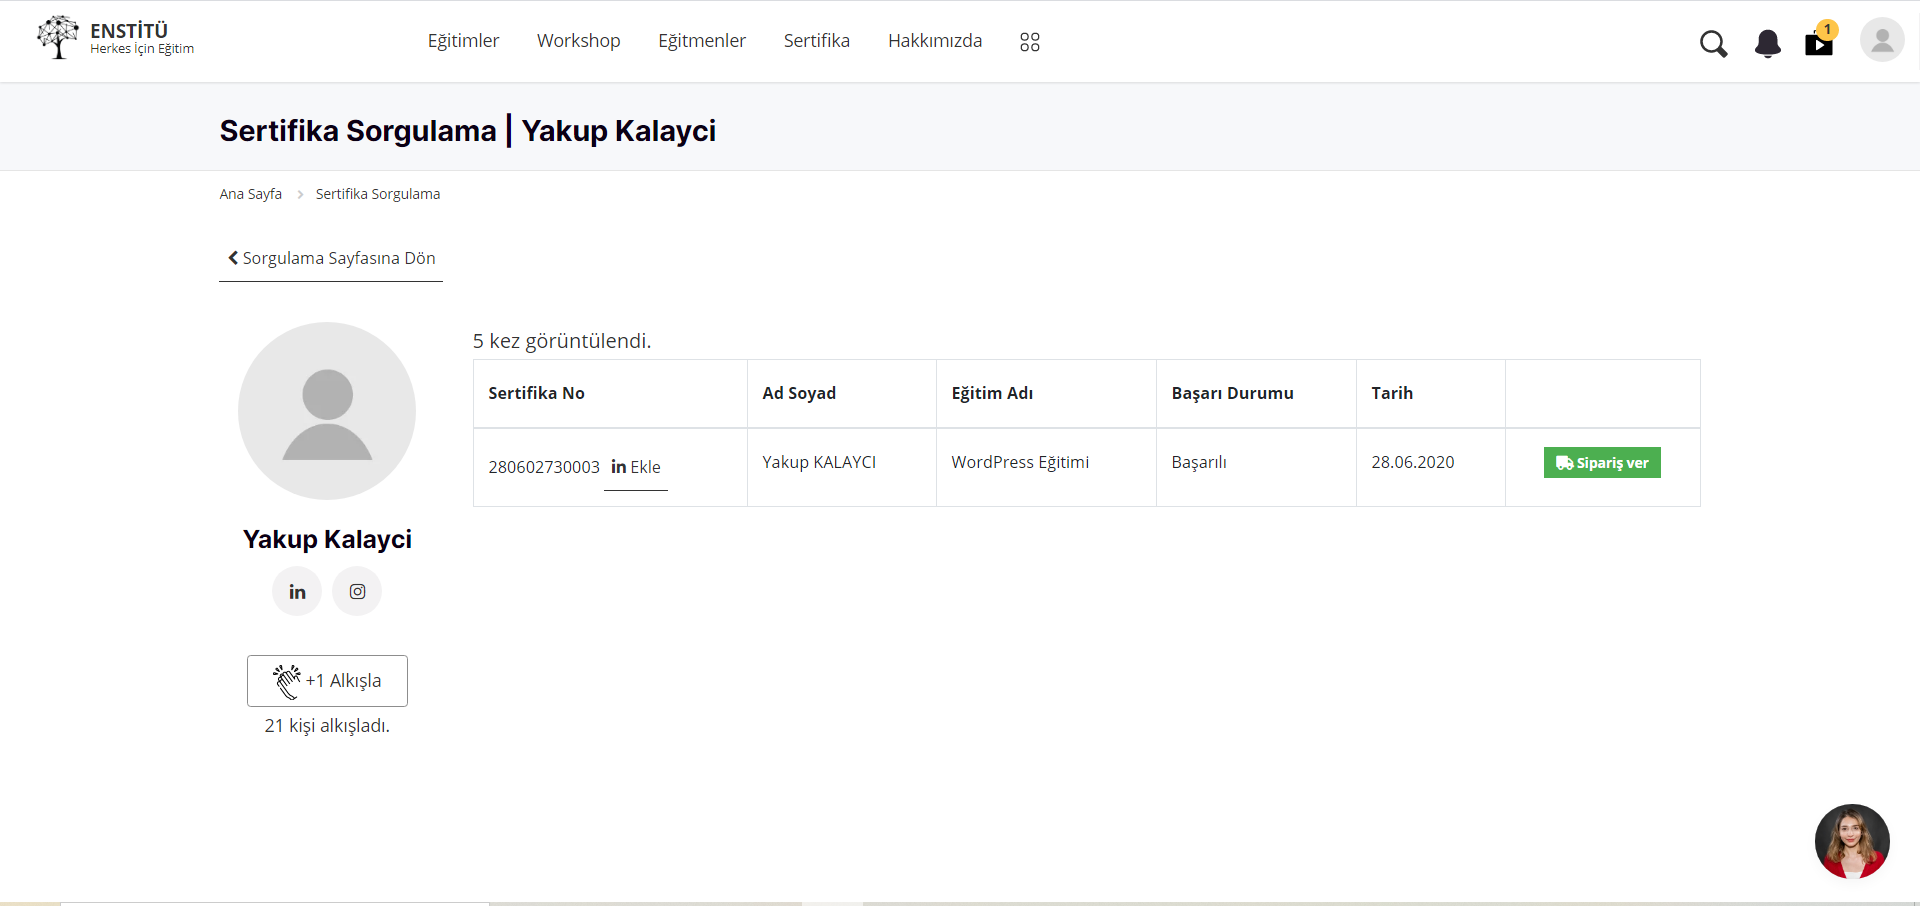 ENSTİTÜ
Herkes İçin Eğitim
Eğitimler
Workshop
Eğitmenler
Sertifika
Hakkımızda
1
Sertifika Sorgulama | Yakup Kalayci
Ana Sayfa
Sertifika Sorgulama
Sorgulama Sayfasına Dön
5 kez görüntülendi.
Sertifika No
Ad Soyad
Eğitim Adı
Başarı Durumu
Tarih
280602730003
in Ekle
Yakup KALAYCI
WordPress Eğitimi
Başarılı
28.06.2020
Sipariş ver
Yakup Kalayci
in
+1 Alkışla
21 kişi alkışladı.